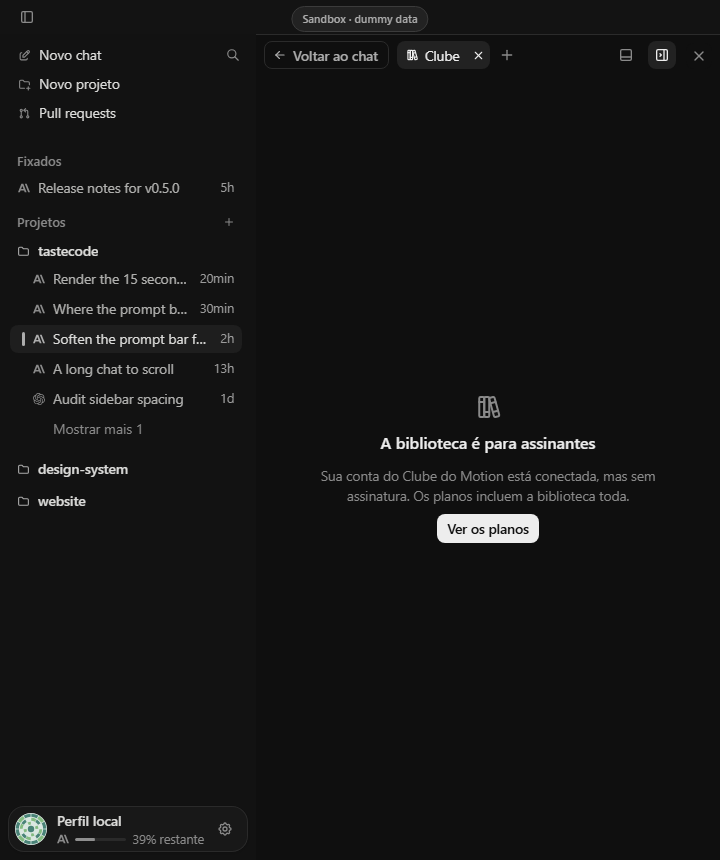 Sandbox · dummy data
Novo chat
Novo projeto
Pull requests
Fixados
Release notes for v0.5.0 5h
Projetos
tastecode
Render the 15 secon... 20min
Where the prompt b... 30min
Soften the prompt bar f... 2h
A long chat to scroll 13h
Audit sidebar spacing 1d
Mostrar mais 1
design-system
website
Perfil local
39% restante
Voltar ao chat
Clube
A biblioteca é para assinantes
Sua conta do Clube do Motion está conectada, mas sem
assinatura. Os planos incluem a biblioteca toda.
Ver os planos